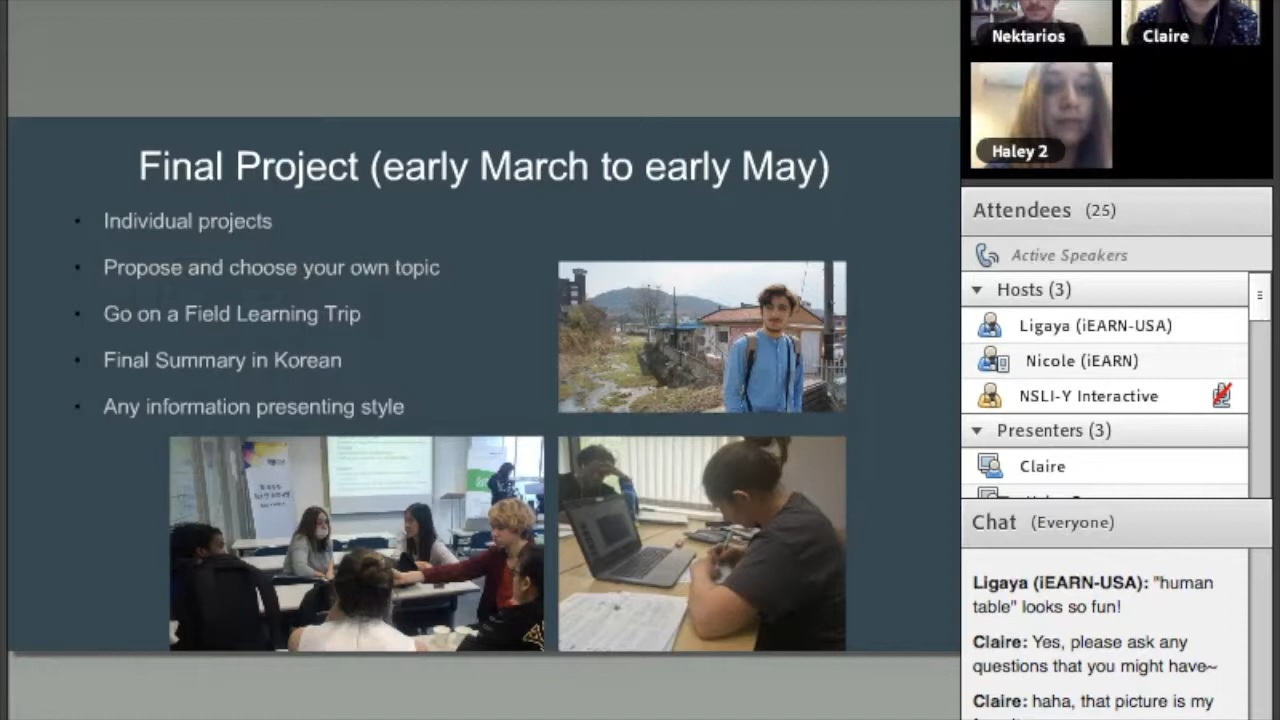 Final Project (early March to early May)
Individual projects
Propose and choose your own topic
Go on a Field Learning Trip
Final Summary in Korean
Any information presenting style
Nektarios
Claire
Haley 2
Attendees (25)
Active Speakers
Hosts (3)
Ligaya (iEARN-USA)
Nicole (iEARN)
NSLI-Y Interactive
Presenters (3)
Claire
Chat (Everyone)
Ligaya (iEARN-USA): "human
table" looks so fun!
Claire: Yes, please ask any
questions that you might have~
Claire: haha, that picture is my